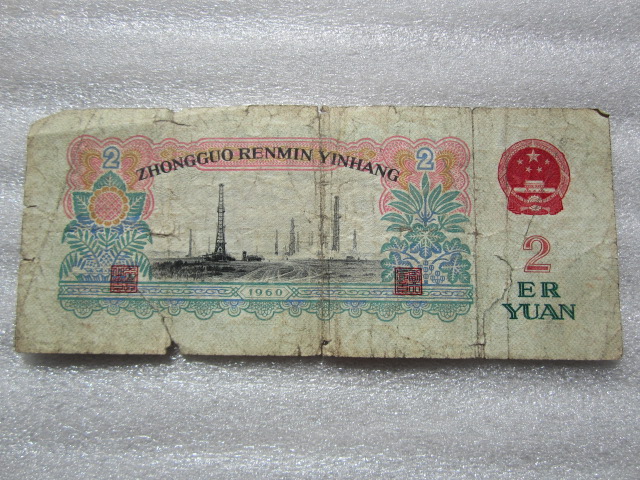 2
2
ZHONGGUO RENMIN YINHANG
1960
2
ER
YUAN